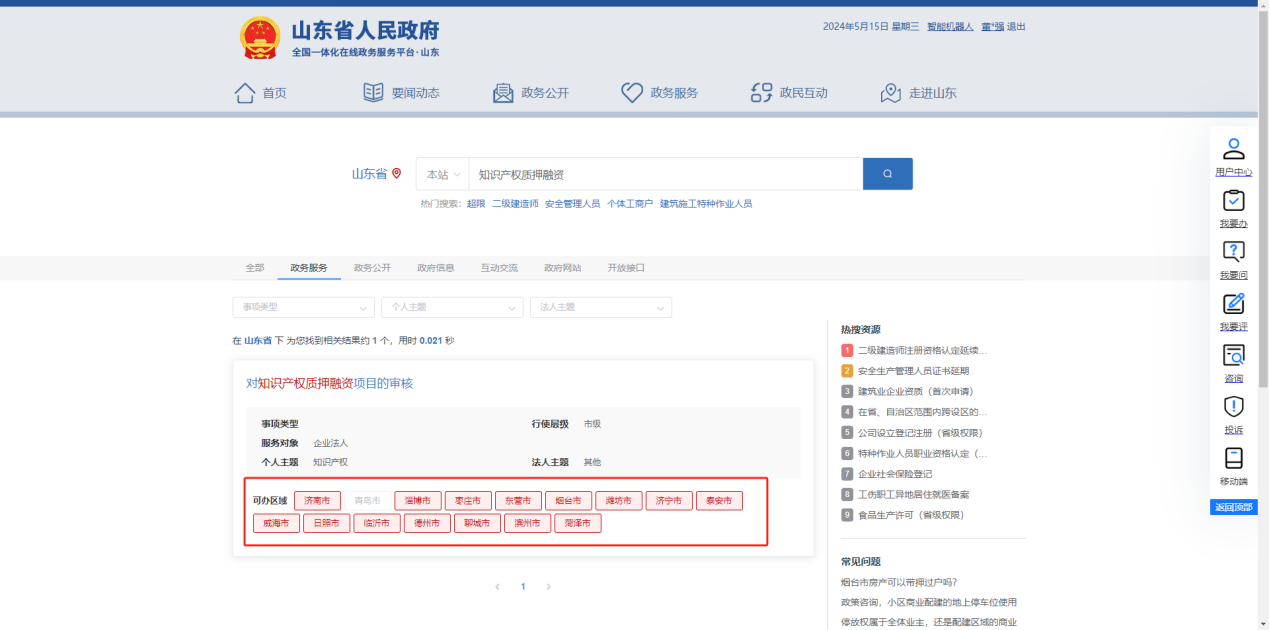 山东省人民政府
全国一体化在线政务服务平台·山东
2024年5月15日 星期三 智能机器人 董*强 退出
首页 要闻动态 政务公开 政务服务 政民互动 走进山东
山东省 本站 知识产权质押融资
热门搜索: 超限 二级建造师 安全管理人员 个体工商户 建筑施工特种作业人员
全部 政务服务 政务公开 政府信息 互动交流 政府网站 开放接口
事项类型 个人主题 法人主题
在 山东省 下 为您找到相关结果约 1 个，用时 0.021 秒
对知识产权质押融资项目的审核
事项类型 行使层级 市级
服务对象 企业法人
个人主题 知识产权 法人主题 其他
可办区域 济南市 青岛市 淄博市 枣庄市 东营市 烟台市 潍坊市 济宁市 泰安市
威海市 日照市 临沂市 德州市 聊城市 滨州市 菏泽市
1
热搜资源
1 二级建造师注册资格认定延续...
2 安全生产管理人员证书延期
3 建筑业企业资质（首次申请）
4 在省、自治区范围内跨设区的...
5 公司设立登记注册（省级权限）
6 特种作业人员职业资格认定（...
7 企业社会保险登记
8 工伤职工异地居住就医备案
9 食品生产许可（省级权限）
常见问题
烟台市房产可以带押过户吗?
政策咨询，小区商业配建的地上停车位使用
停放权属于全体业主，还是配建区域的商业
用户中心
我要办
我要问
我要评
咨询
投诉
移动端
返回顶部